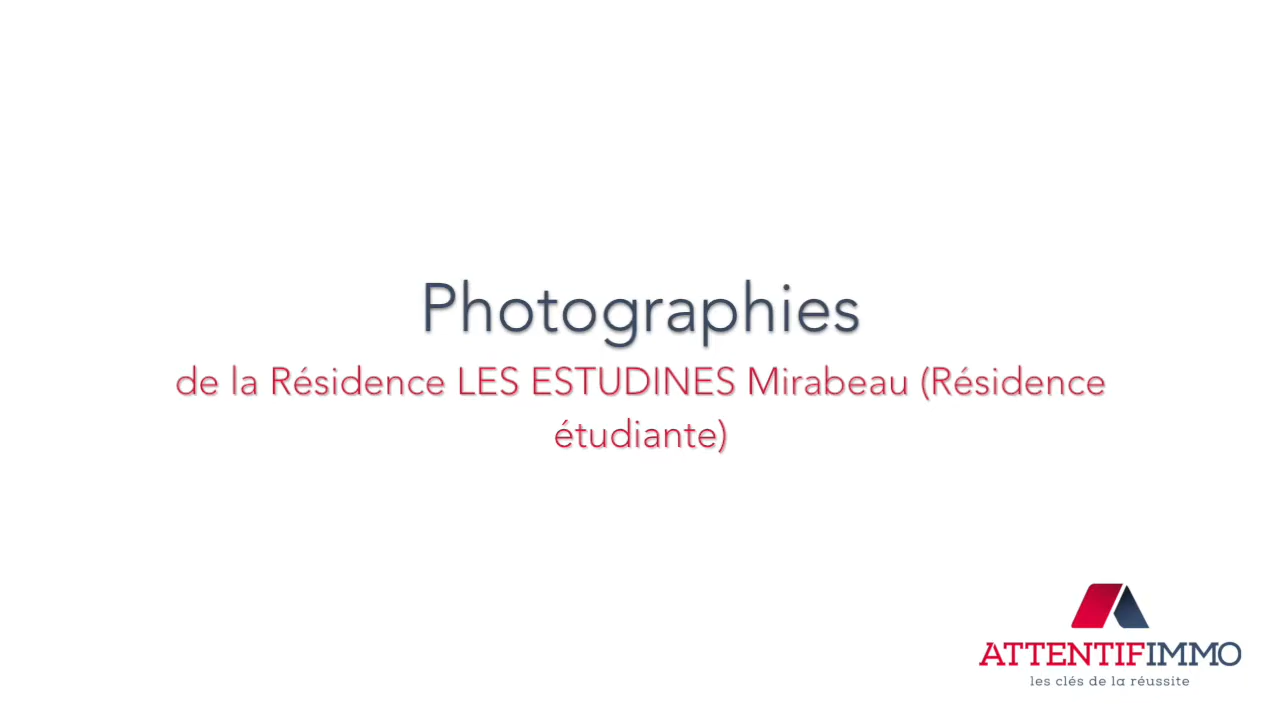 Photographies
de la Résidence LES ESTUDINES Mirabeau (Résidence
étudiante)
ATTENTIFIMMO
les clés de la réussite